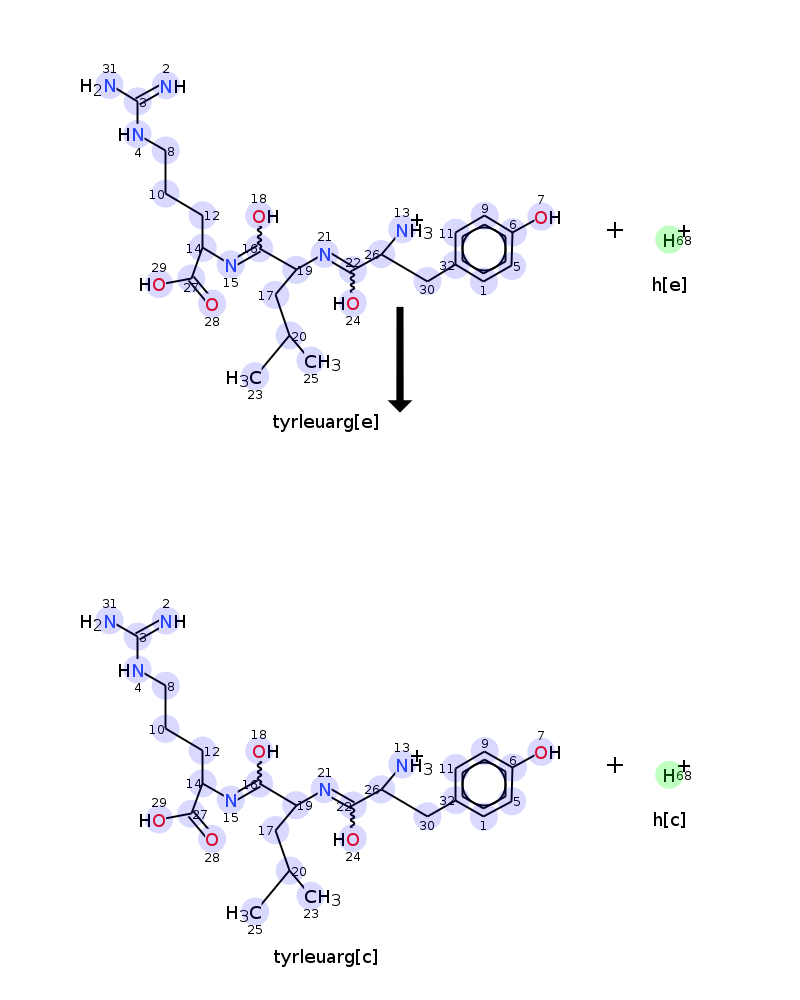 31 2
H2N NH
3
HN
4 8
10
12
18
OH
14 16
N
15
29
HO 27
O
28
19
17
20
H3C
23
CH3
25
21
N
22
HO
24
13
NH3+
26
30
32
11
9
6
5
1
7
OH
+
H+
68
h[e]
tyrleuarg[e]
31 2
H2N NH
3
HN
4 8
10
12
18
OH
14 16
N
15
29
HO 27
O
28
19
17
20
H3C
25
CH3
23
21
N
22
HO
24
13
NH3+
26
30
32
11
9
6
5
1
7
OH
+
H+
68
h[c]
tyrleuarg[c]